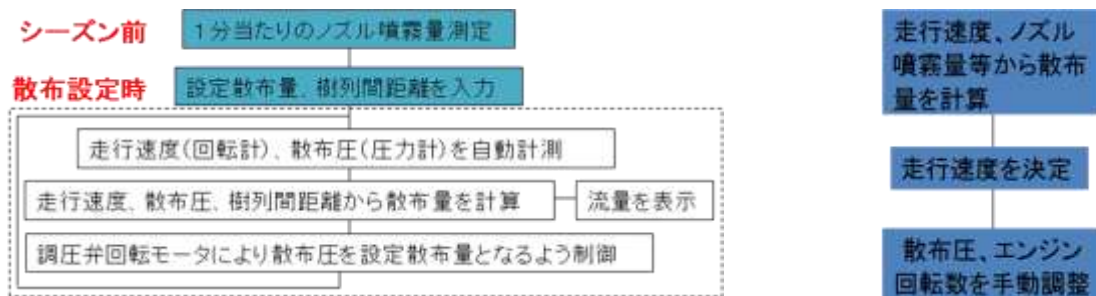 シーズン前
1分当たりのノズル噴霧量測定
散布設定時
設定散布量、樹列間距離を入力
走行速度(回転計)、散布圧(圧力計)を自動計測
走行速度、散布圧、樹列間距離から散布量を計算
流量を表示
調圧弁回転モータにより散布圧を設定散布量となるよう制御
走行速度、ノズル
噴霧量等から散布
量を計算
走行速度を決定
散布圧、エンジン
回転数を手動調整